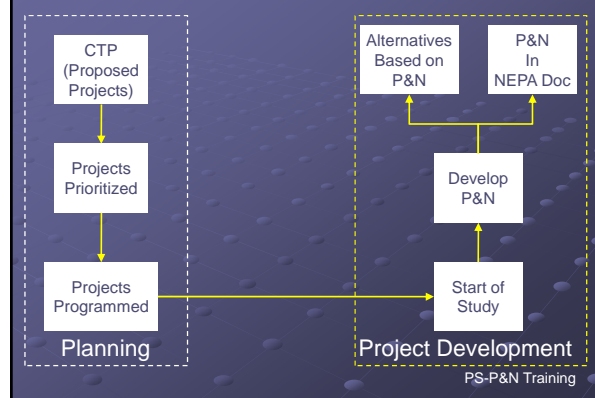 CTP
(Proposed
Projects)
Projects
Prioritized
Projects
Programmed
Planning
Alternatives
Based on
P&N
P&N
In
NEPA Doc
Develop
P&N
Start of
Study
Project Development
PS-P&N Training